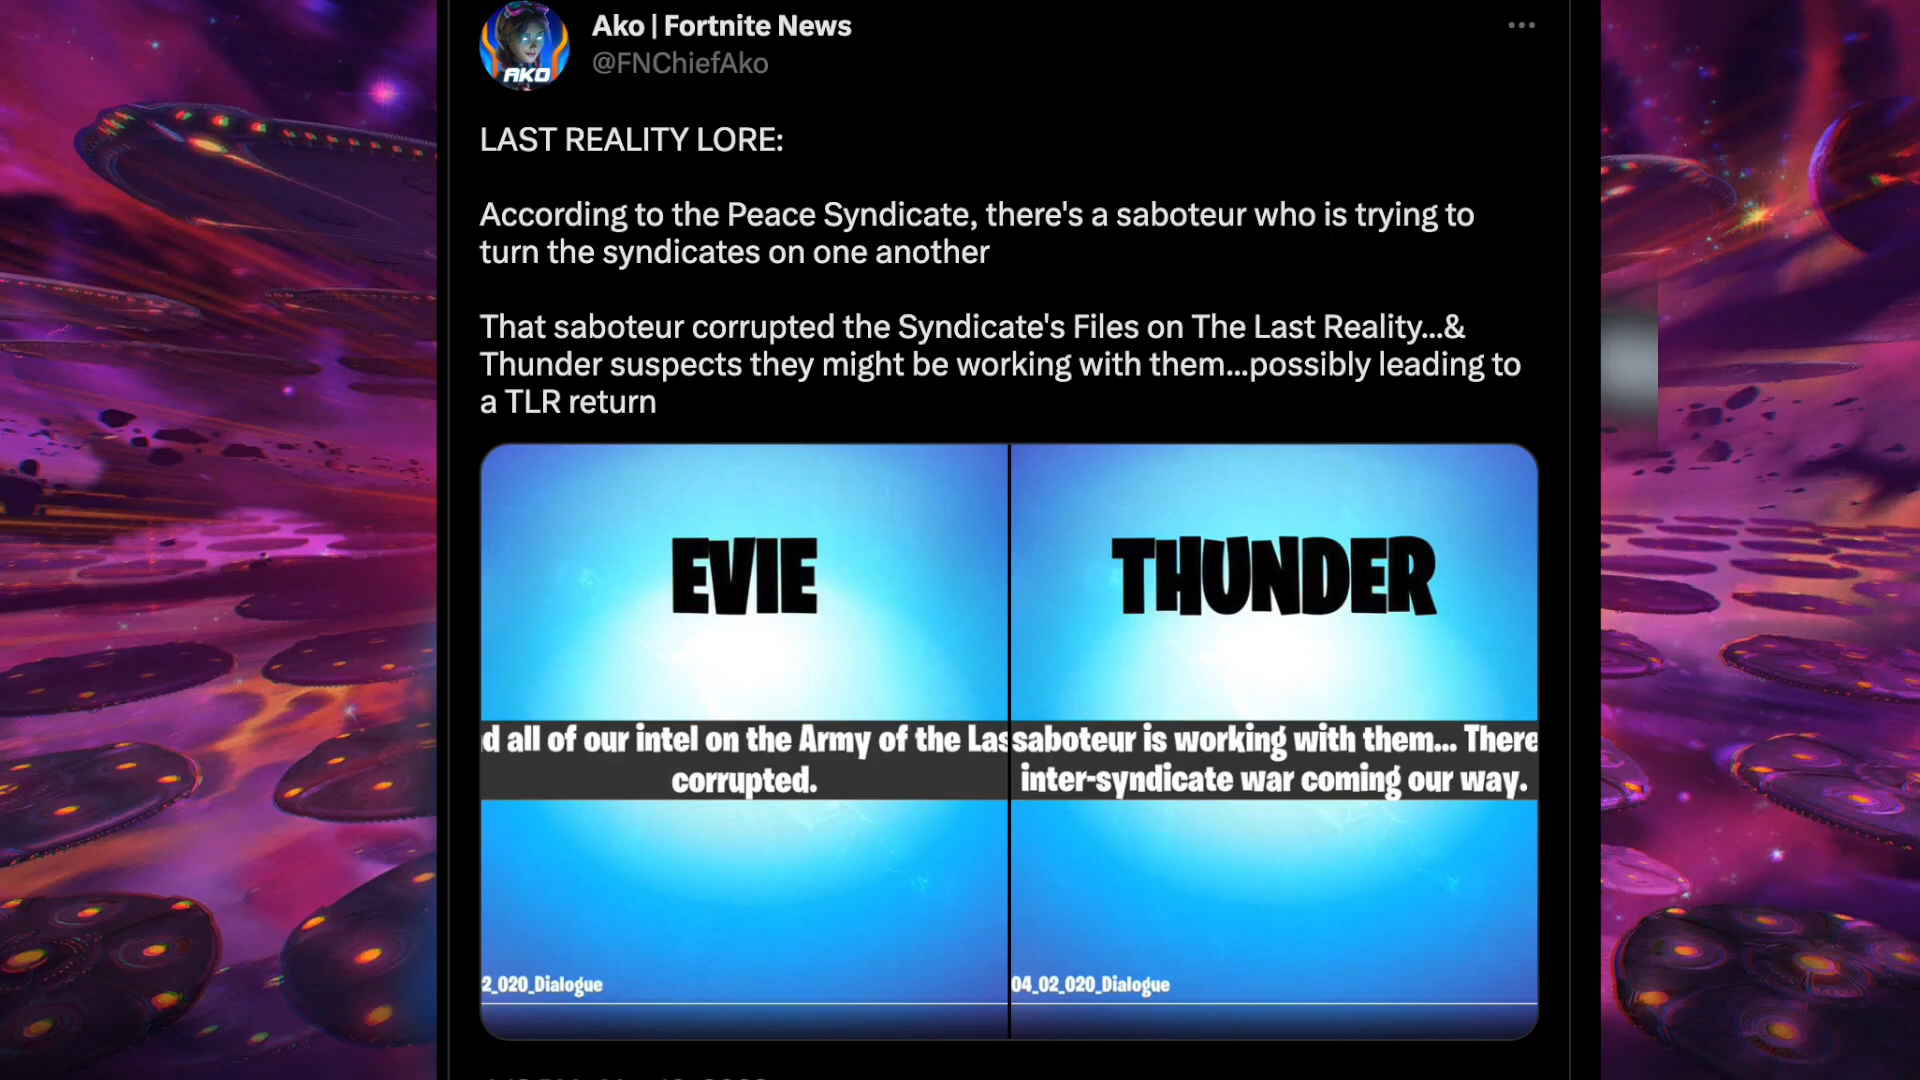 Ako | Fortnite News
@FNChiefAko
AKO
LAST REALITY LORE:
According to the Peace Syndicate, there's a saboteur who is trying to
turn the syndicates on one another
That saboteur corrupted the Syndicate's Files on The Last Reality...&
Thunder suspects they might be working with them...possibly leading to
a TLR return
EVIE
d all of our intel on the Army of the Las
corrupted.
2_020_Dialogue
THUNDER
saboteur is working with them... There
inter-syndicate war coming our way.
04_02_020_Dialogue